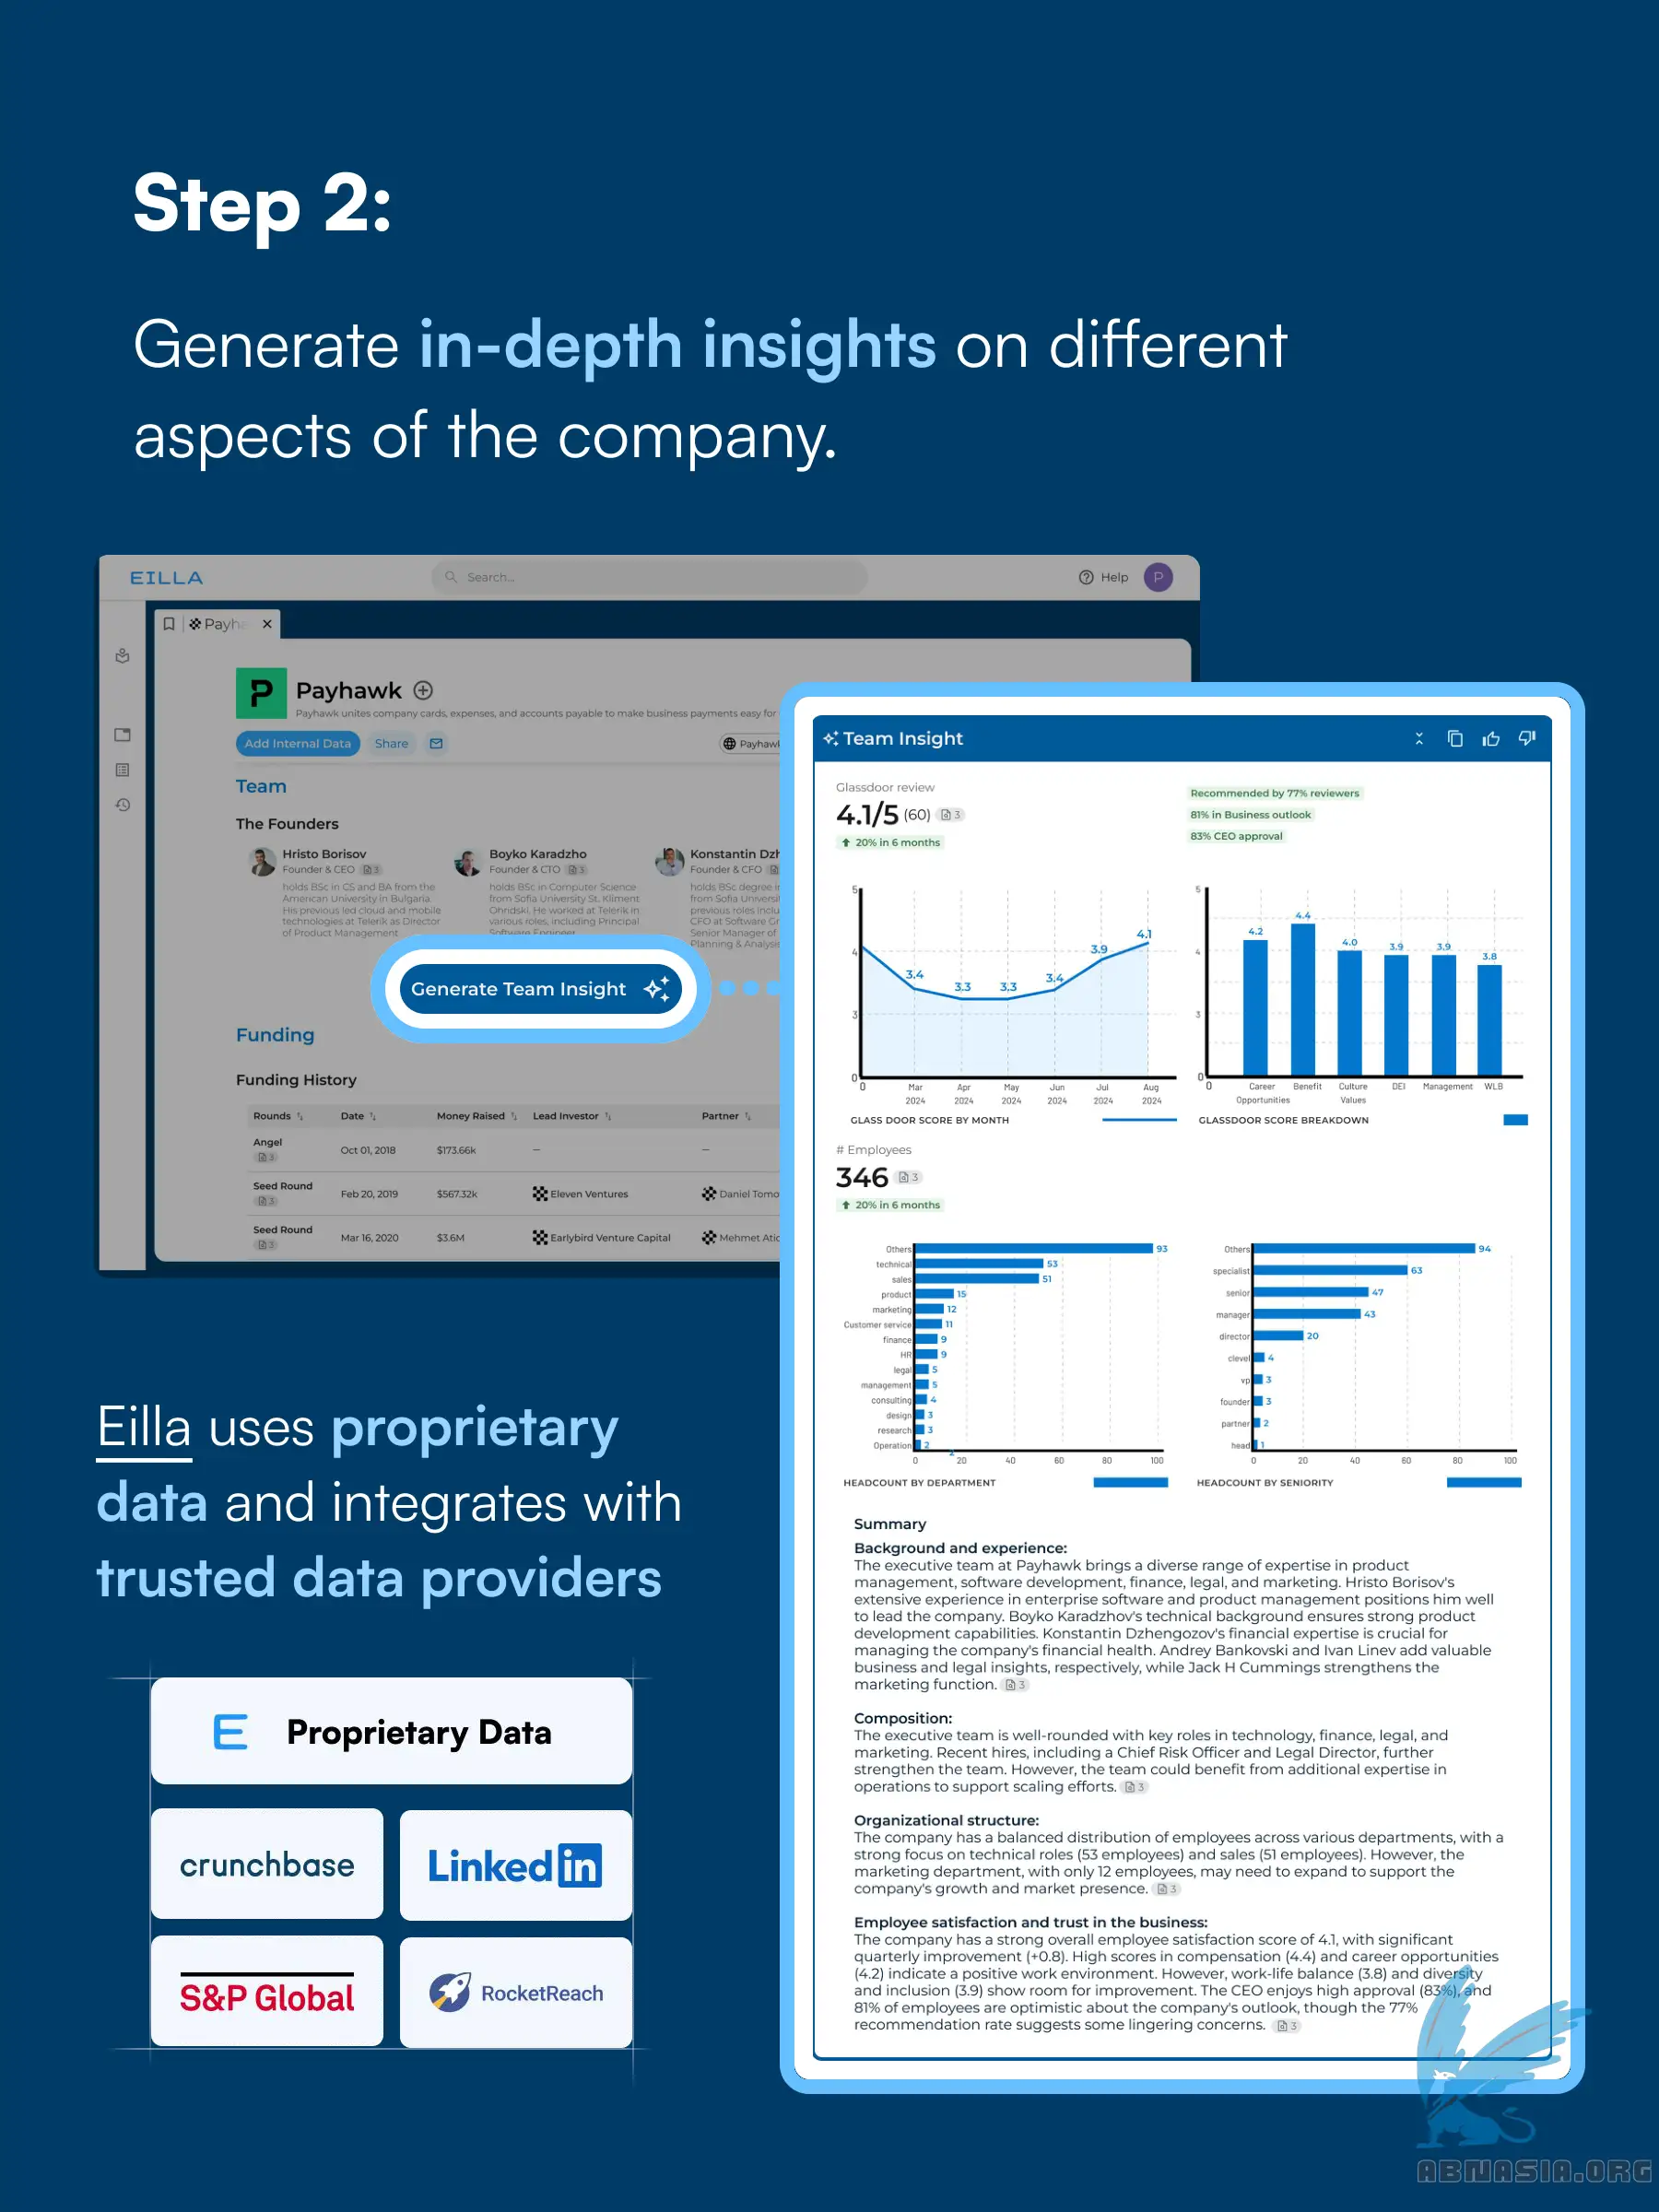 Step 2:
Generate in-depth insights on different
aspects of the company.
EILLA
Search...
Help
P
Payh
Payhawk
Payhawk unites company cards, expenses, and accounts payable to make business payments easy for
Add Internal Data
Share
Payhawk
Team
The Founders
Hristo Borisov
Founder & CEO 3
holds BSc in CS and BA from the
American University in Bulgaria.
His previous led cloud and mobile
technologies at Telerik as Director
of Product Management
Boyko Karadzho
Founder & CTO 3
holds BSc in Computer Science
from Sofia University St. Kliment
Ohndski. He worked at Telerik in
various roles, including Principal
Software Engineer
Konstantin Dzh
Founder & CFO
holds BSc degree in
from Sofia Universit
previous roles inclu
CFO at Software Gr
Senior Manager of
Planning & Analysis
Generate Team Insight
Funding
Funding History
Rounds Date Money Raised Lead Investor Partner
Angel
3
Oct 01, 2018 $173.66k — —
Seed Round
3
Feb 20, 2019 $567.32k Eleven Ventures Daniel Tomo
Seed Round
3
Mar 16, 2020 $3.6M Earlybird Venture Capital Mehmet Atic
Team Insight
Glassdoor review
4.1/5 (60) 3
20% in 6 months
Recommended by 77% reviewers
81% in Business outlook
83% CEO approval
5
4
3
0
4.1
3.9
3.4
3.3
3.3
3.4
0 Mar Apr May Jun Jul Aug
2024 2024 2024 2024 2024 2024
GLASS DOOR SCORE BY MONTH
5
4
3
0
4.2
4.4
4.0
3.9
3.9
3.8
0 Career Benefit Culture DEI Management WLB
Opportunities Values
GLASSDOOR SCORE BREAKDOWN
# Employees
346 3
20% in 6 months
Others 93
technical 53
sales 51
product 15
marketing 12
Customer service 11
finance 9
HR 9
legal 5
management 5
consulting 4
design 3
research 3
Operation 2
2
0 20 40 60 80 100
HEADCOUNT BY DEPARTMENT
Others 94
specialist 63
senior 47
manager 43
director 20
clevel 4
vp 3
founder 3
partner 2
head 1
0 20 40 60 80 100
HEADCOUNT BY SENIORITY
Summary
Background and experience:
The executive team at Payhawk brings a diverse range of expertise in product
management, software development, finance, legal, and marketing. Hristo Borisov's
extensive experience in enterprise software and product management positions him well
to lead the company. Boyko Karadzhov's technical background ensures strong product
development capabilities. Konstantin Dzhengozov's financial expertise is crucial for
managing the company's financial health. Andrey Bankovski and Ivan Linev add valuable
business and legal insights, respectively, while Jack H Cummings strengthens the
marketing function. 3
Composition:
The executive team is well-rounded with key roles in technology, finance, legal, and
marketing. Recent hires, including a Chief Risk Officer and Legal Director, further
strengthen the team. However, the team could benefit from additional expertise in
operations to support scaling efforts. 3
Organizational structure:
The company has a balanced distribution of employees across various departments, with a
strong focus on technical roles (53 employees) and sales (51 employees). However, the
marketing department, with only 12 employees, may need to expand to support the
company's growth and market presence. 3
Employee satisfaction and trust in the business:
The company has a strong overall employee satisfaction score of 4.1, with significant
quarterly improvement (+0.8). High scores in compensation (4.4) and career opportunities
(4.2) indicate a positive work environment. However, work-life balance (3.8) and diversity
and inclusion (3.9) show room for improvement. The CEO enjoys high approval (83%), and
81% of employees are optimistic about the company's outlook, though the 77%
recommendation rate suggests some lingering concerns. 3
Eilla uses proprietary
data and integrates with
trusted data providers
E Proprietary Data
crunchbase
Linked in
S&P Global
RocketReach
ABNASIA.ORG